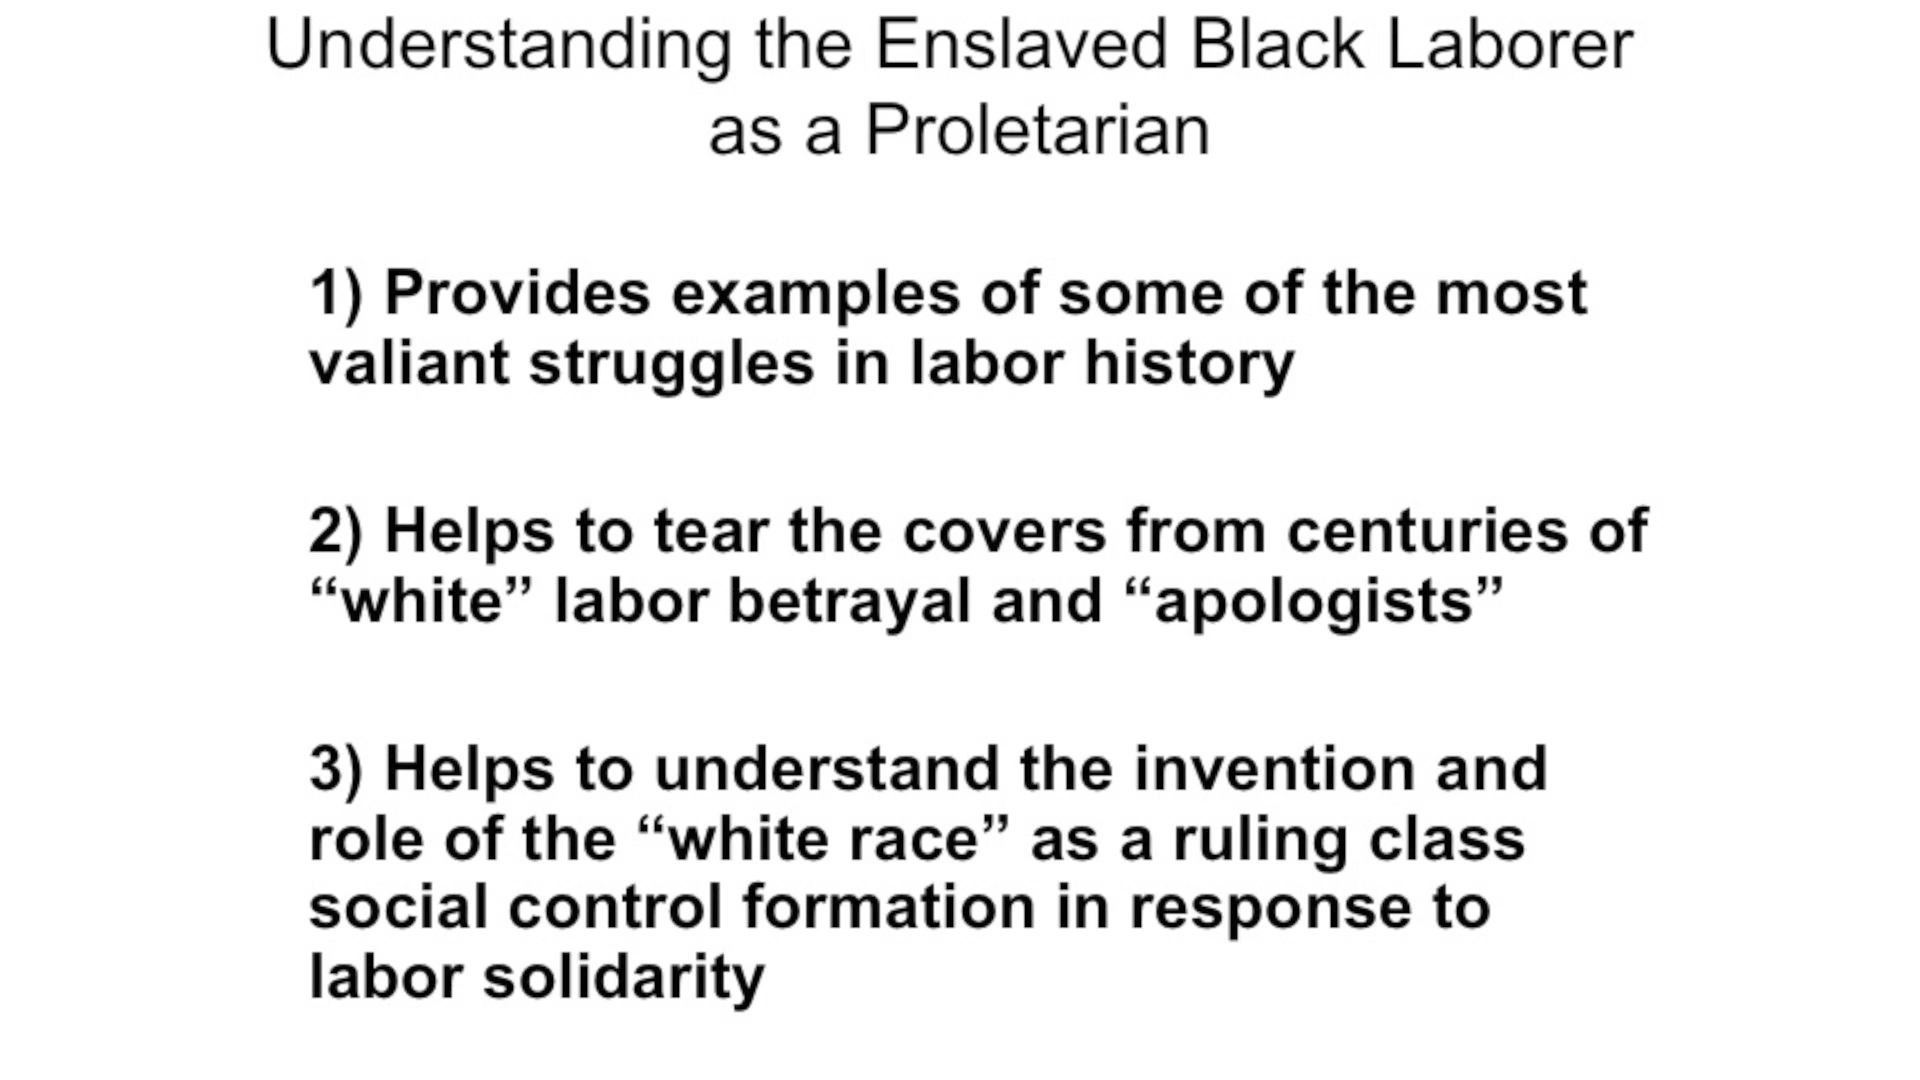 Understanding the Enslaved Black Laborer
as a Proletarian
1) Provides examples of some of the most
valiant struggles in labor history
2) Helps to tear the covers from centuries of
“white” labor betrayal and “apologists”
3) Helps to understand the invention and
role of the “white race” as a ruling class
social control formation in response to
labor solidarity